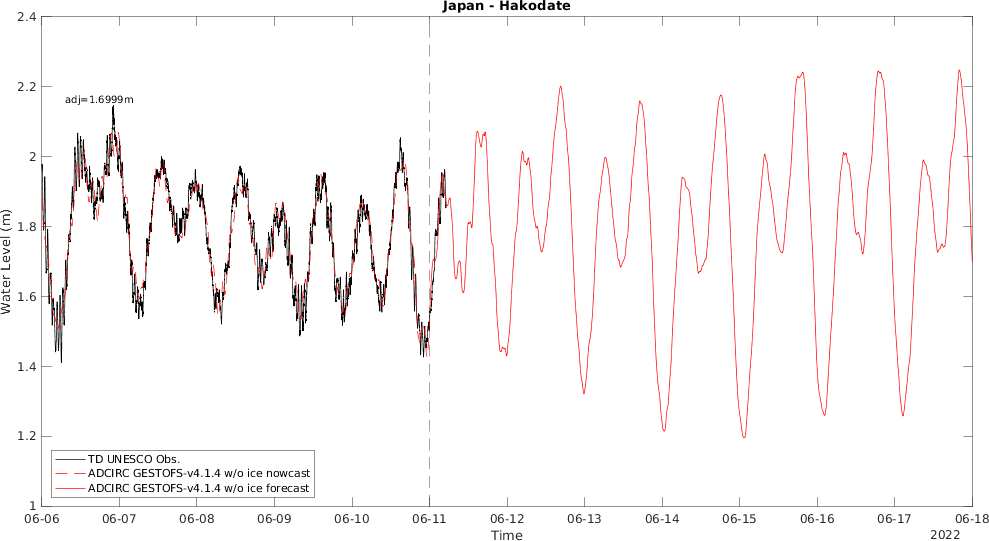 Japan - Hakodate
adj=1.6999m
Water Level (m)
2.4
2.2
2
1.8
1.6
1.4
1.2
1
TD UNESCO Obs.
ADCIRC GESTOFS-v4.1.4 w/o ice nowcast
ADCIRC GESTOFS-v4.1.4 w/o ice forecast
06-06 06-07 06-08 06-09 06-10 06-11 06-12 06-13 06-14 06-15 06-16 06-17 06-18
Time
2022